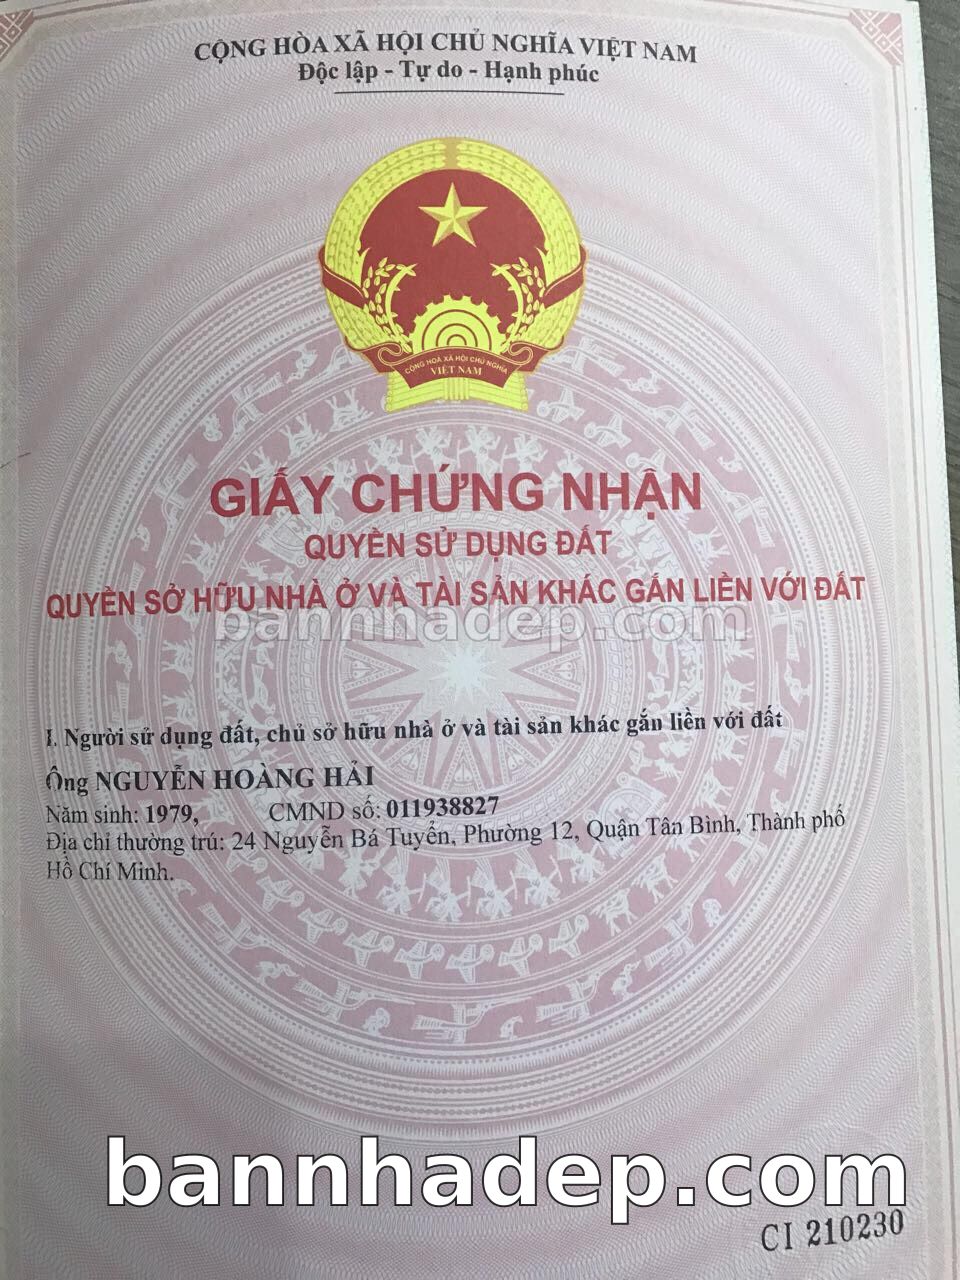 CỘNG HÒA XÃ HỘI CHỦ NGHĨA VIỆT NAM
Độc lập - Tự do - Hạnh phúc
CỘNG HOÀ XÃ HỘI CHỦ NGHĨA
VIỆT NAM
GIẤY CHỨNG NHẬN
QUYỀN SỬ DỤNG ĐẤT
QUYỀN SỞ HỮU NHÀ Ở VÀ TÀI SẢN KHÁC GẮN LIỀN VỚI ĐẤT
bannhadep.com
I. Người sử dụng đất, chủ sở hữu nhà ở và tài sản khác gắn liền với đất
Ông NGUYỄN HOÀNG HẢI
Năm sinh: 1979, CMND số: 011938827
Địa chỉ thường trú: 24 Nguyễn Bá Tuyển, Phường 12, Quận Tân Bình, Thành phố
Hồ Chí Minh.
bannhadep.com
CI 210230